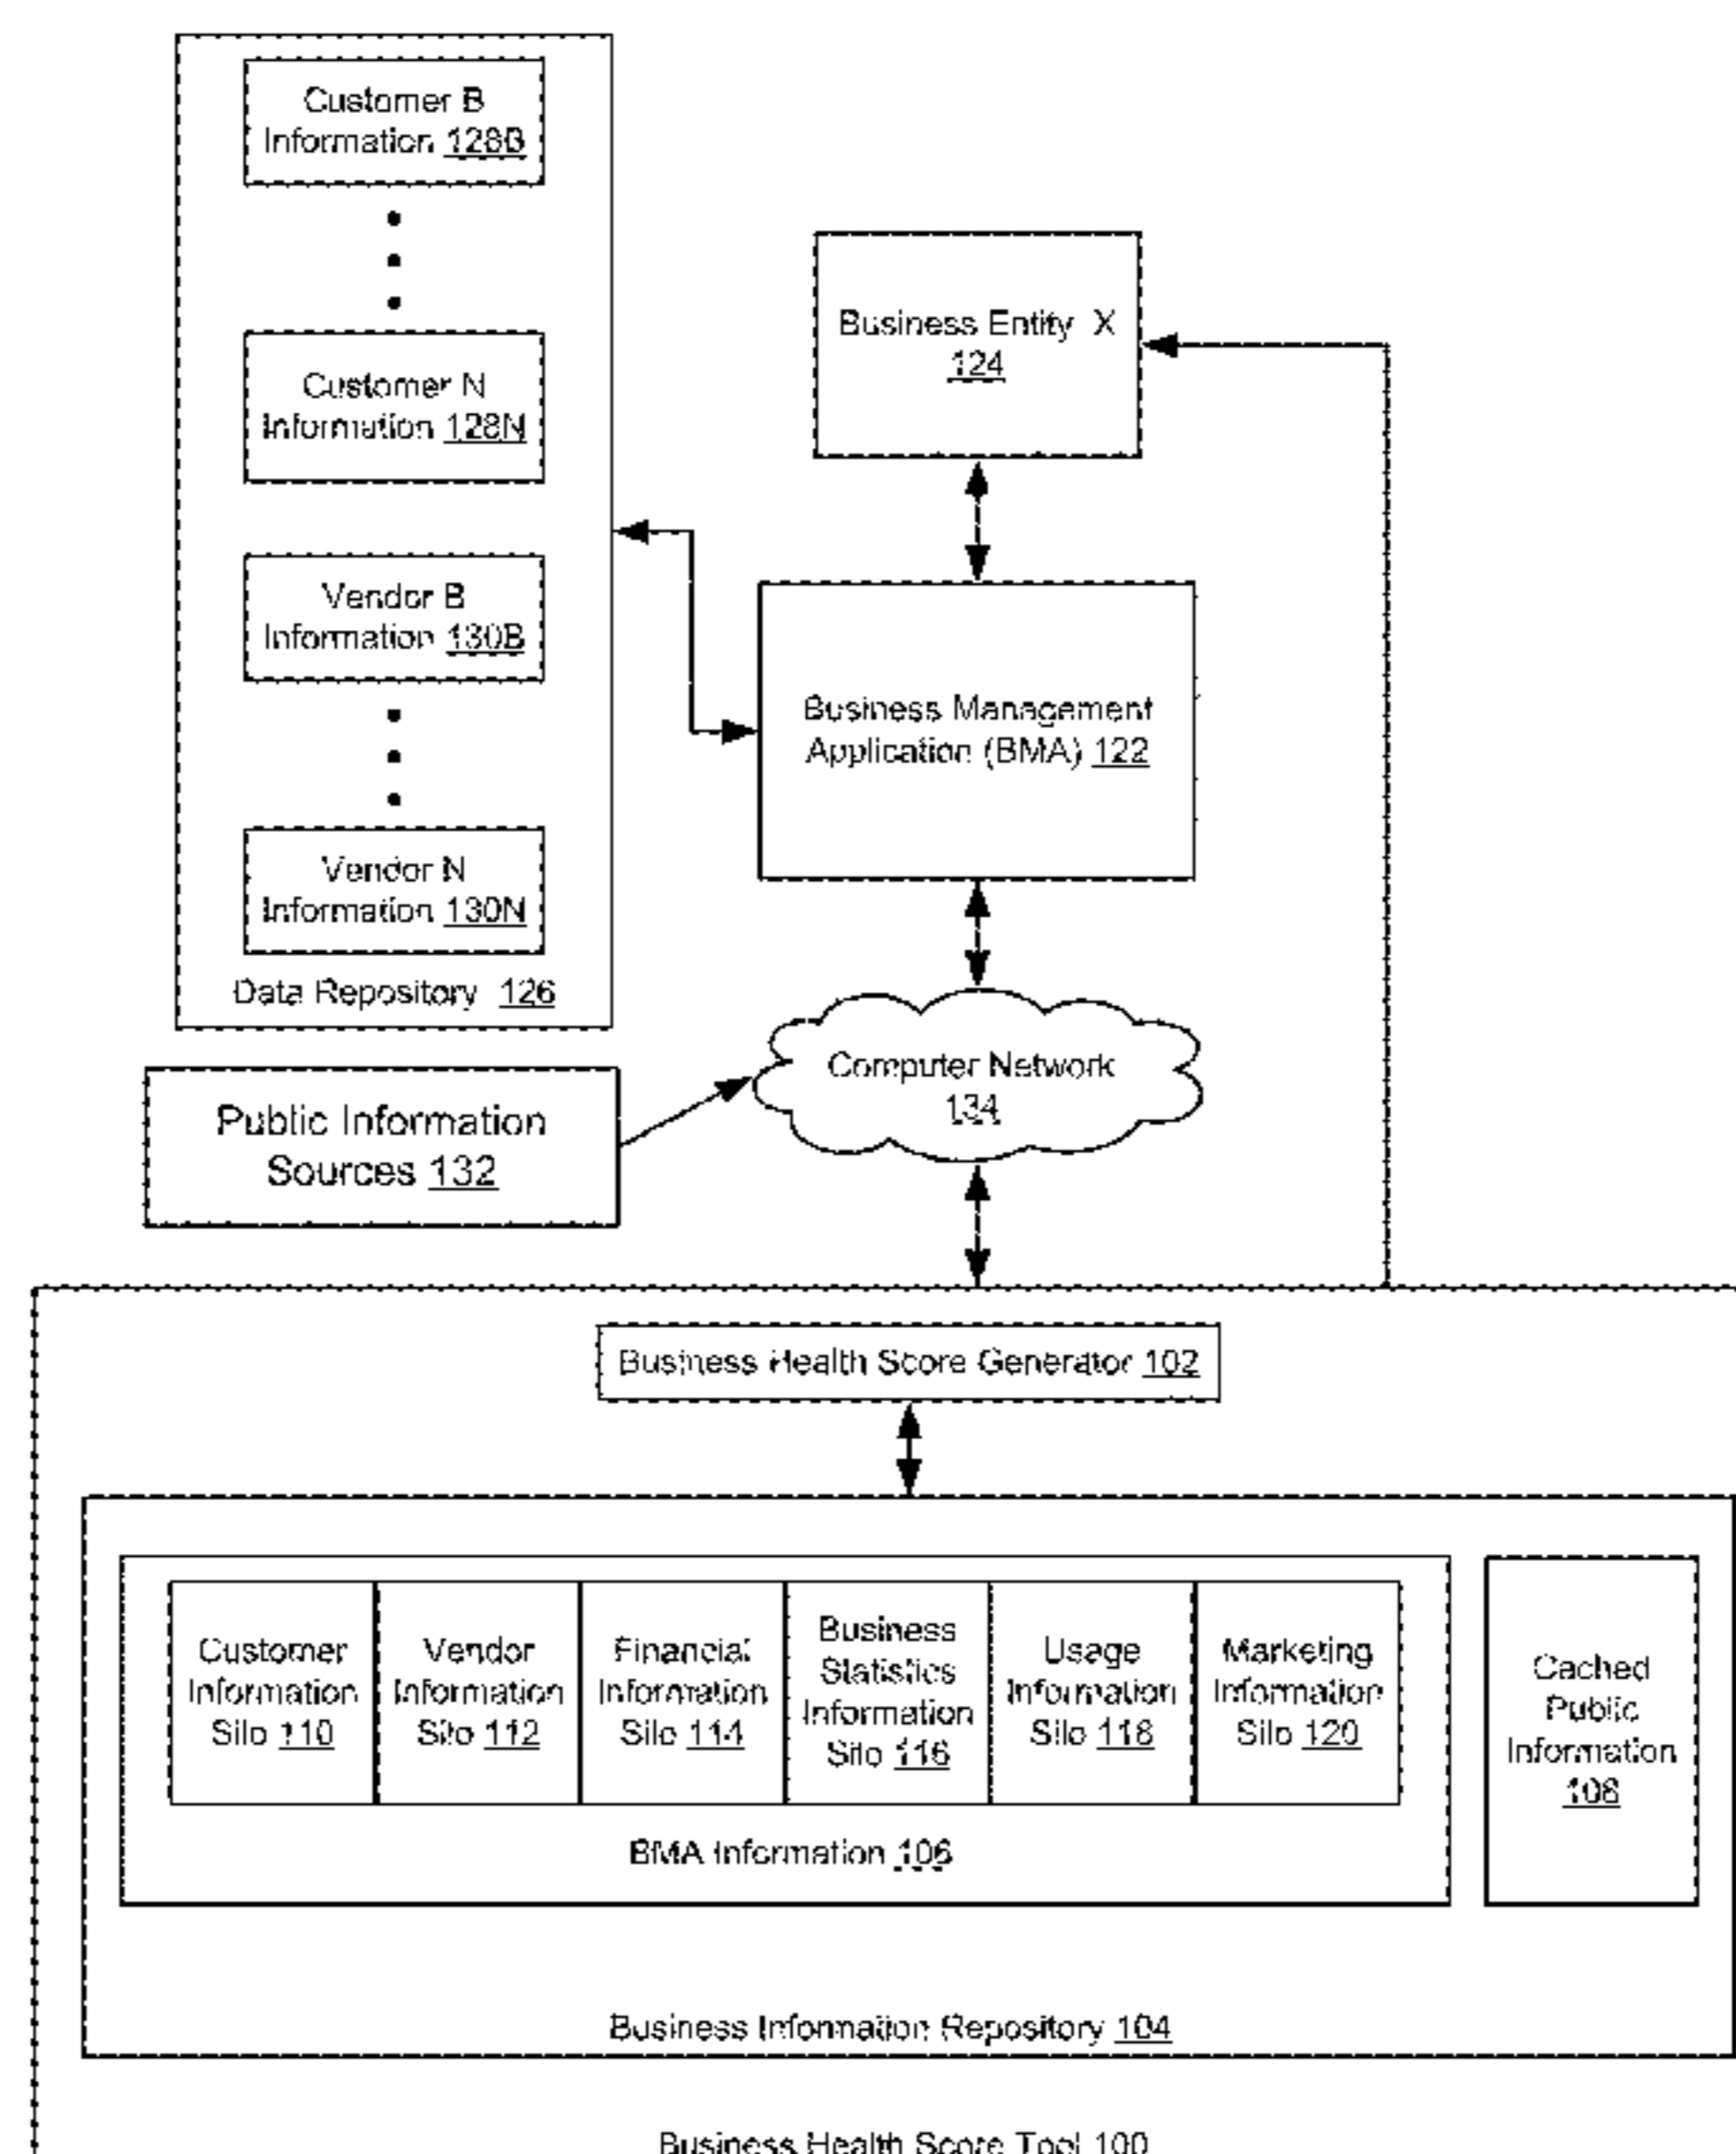 Customer B
Information 128B
Customer N
Information 128N
Vendor B
Information 130B
Vendor N
Information 130N
Data Repository 126
Business Entity X
124
Business Management
Application (BMA) 122
Public Information
Sources 132
Computer Network
134
Business Health Score Generator 102
Customer
Information
Silo 110
Vendor
Information
Silo 112
Financial
Information
Silo 114
Business
Statistics
Information
Silo 116
Usage
Information
Silo 118
Marketing
Information
Silo 120
BMA Information 106
Cached
Public
Information
108
Business Information Repository 104
Business Health Score Tool 100